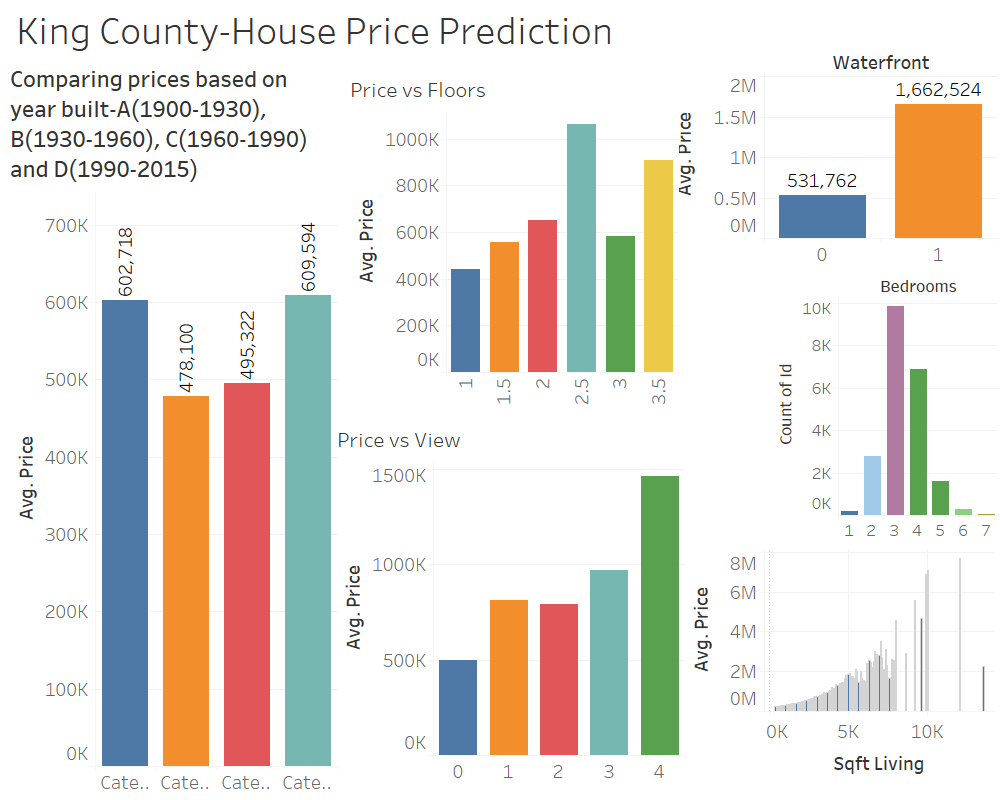 King County-House Price Prediction
Comparing prices based on
year built-A(1900-1930),
B(1930-1960), C(1960-1990)
and D(1990-2015)
Avg. Price
700K
600K
500K
400K
300K
200K
100K
0K
602,718
478,100
495,322
609,594
Cate.. Cate.. Cate.. Cate..
Price vs Floors
Avg. Price
1000K
800K
600K
400K
200K
0K
1 1.5 2 2.5 3 3.5
Price vs View
Avg. Price
1500K
1000K
500K
0K
0 1 2 3 4
Waterfront
Avg. Price
2M
1.5M
1M
0.5M
0M
531,762
1,662,524
0 1
Bedrooms
Count of Id
10K
8K
6K
4K
2K
0K
1 2 3 4 5 6 7
Avg. Price
8M
6M
4M
2M
0M
0K 5K 10K
Sqft Living